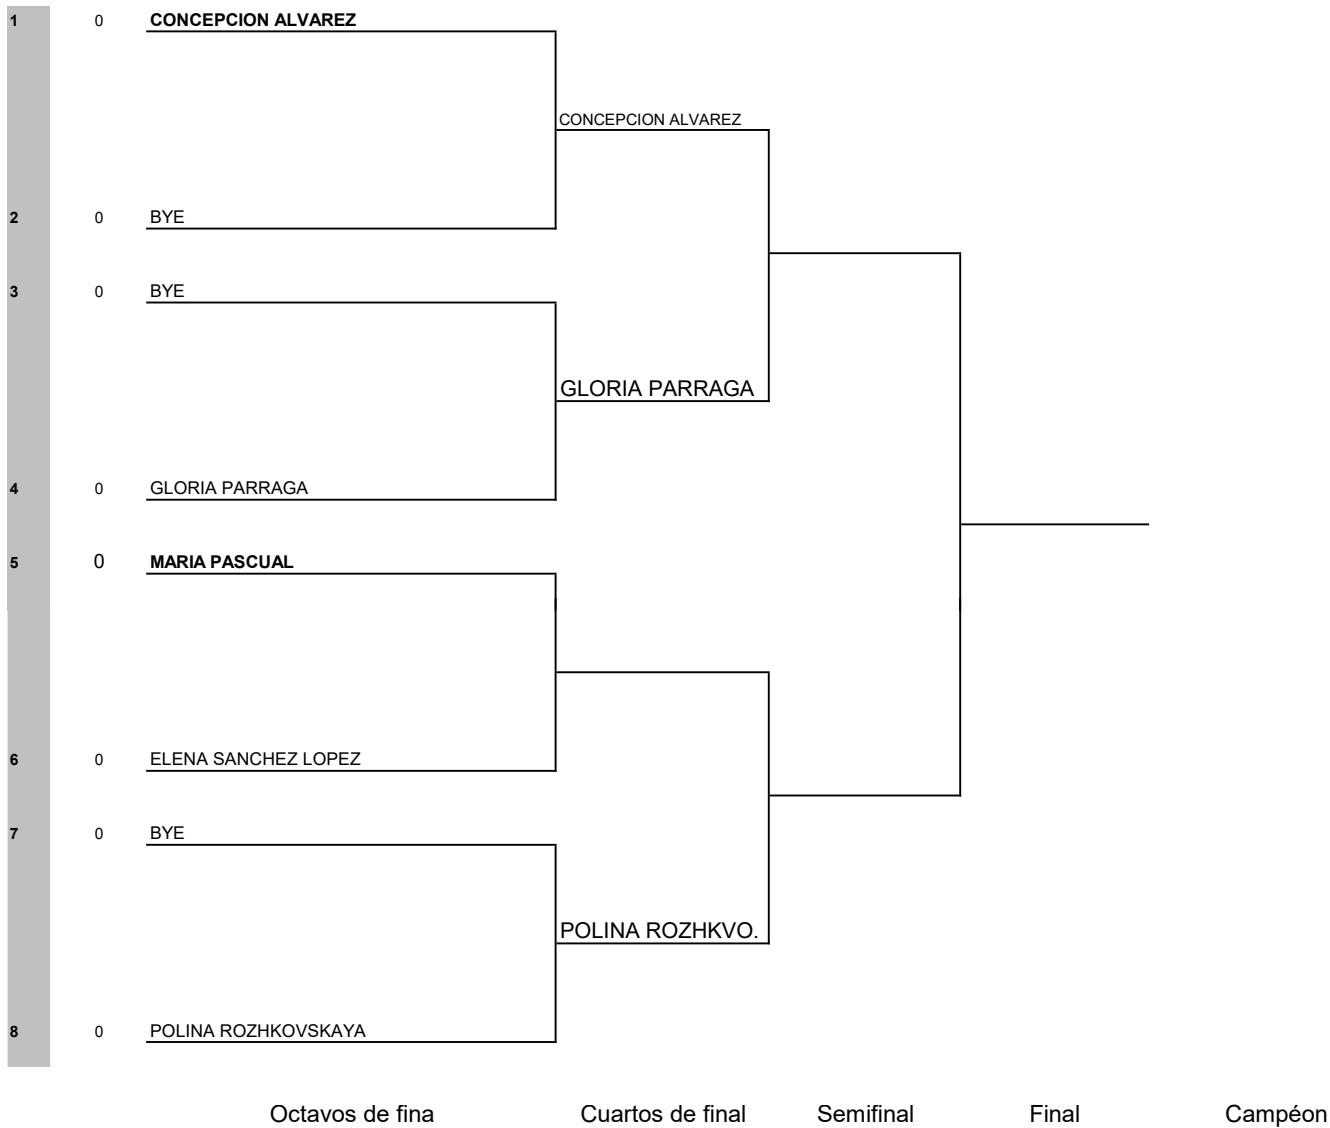 1 0 CONCEPCION ALVAREZ
CONCEPCION ALVAREZ
2 0 BYE
3 0 BYE
GLORIA PARRAGA
4 0 GLORIA PARRAGA
5 0 MARIA PASCUAL
6 0 ELENA SANCHEZ LOPEZ
7 0 BYE
POLINA ROZHKVO.
8 0 POLINA ROZHKOVSKAYA
Octavos de fina Cuartos de final Semifinal Final Campéon